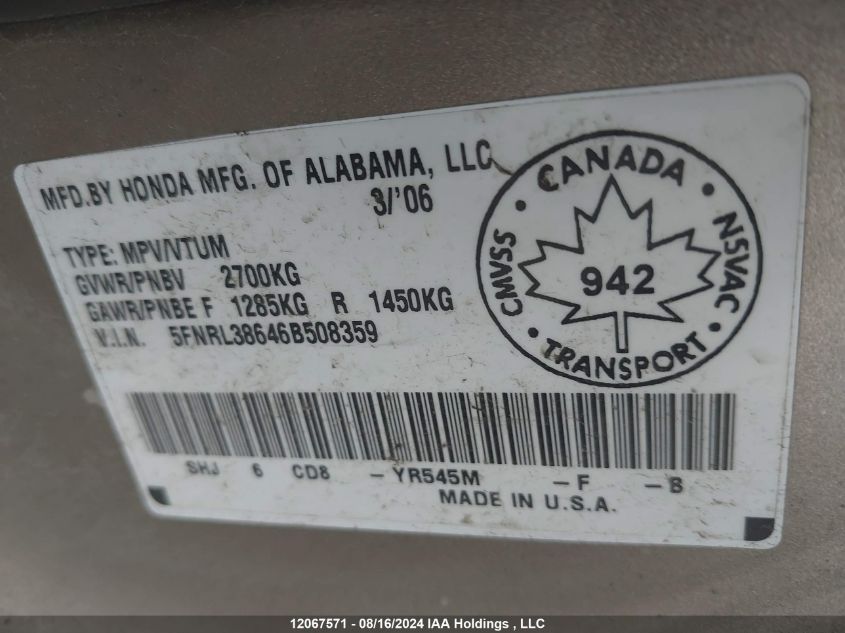 MFD.BY HONDA MFG. OF ALABAMA, LLC
3/'06
TYPE: MPV/VTUM
GVWR/PNBV 2700KG
GAWR/PNBE F 1285KG R 1450KG
V.I.N. 5FNRL38646B508359
CANADA
CMVSS
942
NSVAC
TRANSPORT
SHJ 6 CD8 - YR545M - F - B
MADE IN U.S.A.
12067571 - 08/16/2024 IAA Holdings , LLC